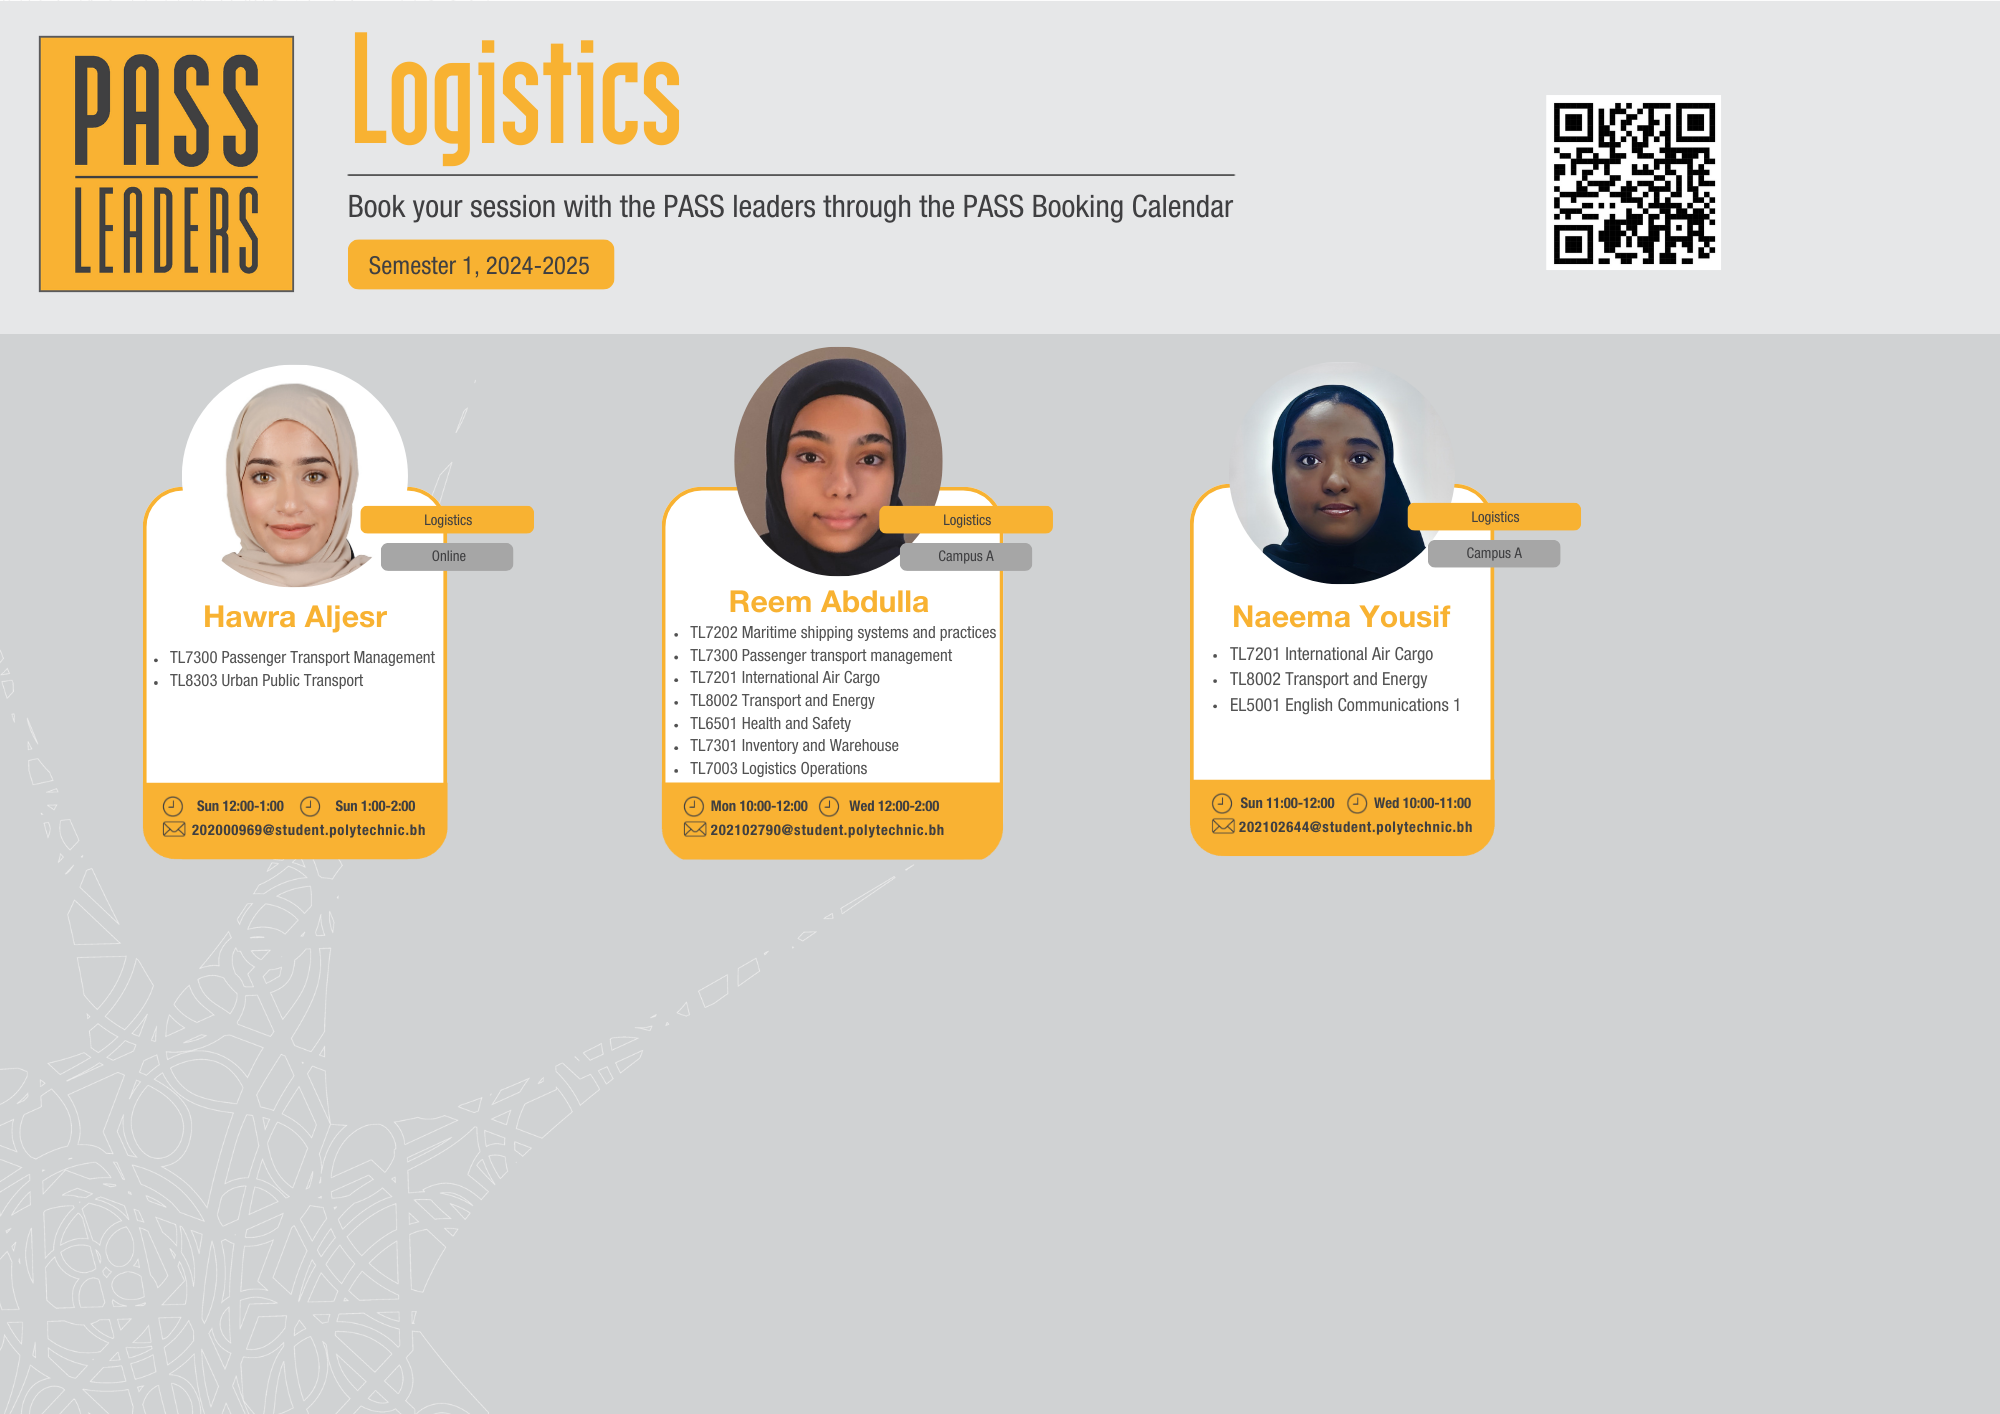 PASS
LEADERS
Logistics
Book your session with the PASS leaders through the PASS Booking Calendar
Semester 1, 2024-2025
Logistics
Online
Hawra Aljesr
• TL7300 Passenger Transport Management
• TL8303 Urban Public Transport
Sun 12:00-1:00 Sun 1:00-2:00
202000969@student.polytechnic.bh
Logistics
Campus A
Reem Abdulla
• TL7202 Maritime shipping systems and practices
• TL7300 Passenger transport management
• TL7201 International Air Cargo
• TL8002 Transport and Energy
• TL6501 Health and Safety
• TL7301 Inventory and Warehouse
• TL7003 Logistics Operations
Mon 10:00-12:00 Wed 12:00-2:00
202102790@student.polytechnic.bh
Logistics
Campus A
Naeema Yousif
• TL7201 International Air Cargo
• TL8002 Transport and Energy
• EL5001 English Communications 1
Sun 11:00-12:00 Wed 10:00-11:00
202102644@student.polytechnic.bh